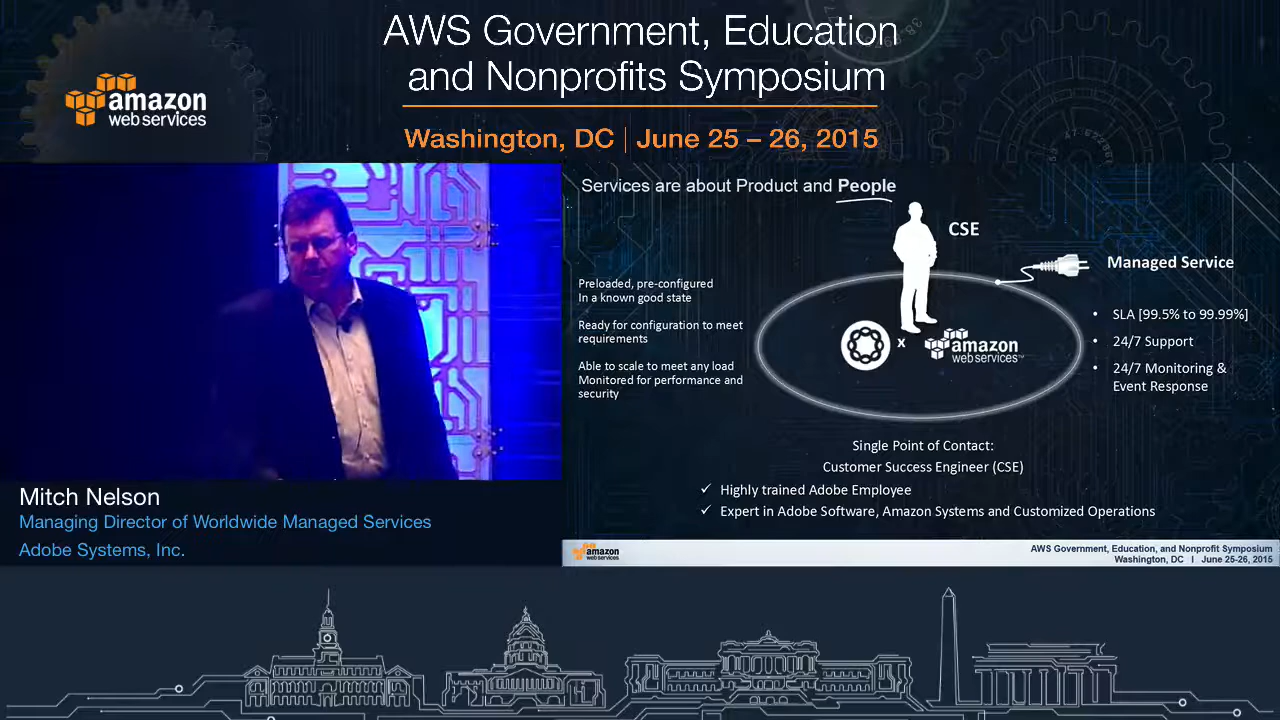 AWS Government, Education
and Nonprofits Symposium
amazon
web services
Washington, DC | June 25 – 26, 2015
Services are about Product and People
CSE
Managed Service
Preloaded, pre-configured
In a known good state
Ready for configuration to meet
requirements
Able to scale to meet any load
Monitored for performance and
security
x
amazon
web services™
• SLA [99.5% to 99.99%]
• 24/7 Support
• 24/7 Monitoring &
Event Response
Single Point of Contact:
Customer Success Engineer (CSE)
✓ Highly trained Adobe Employee
✓ Expert in Adobe Software, Amazon Systems and Customized Operations
Mitch Nelson
Managing Director of Worldwide Managed Services
Adobe Systems, Inc.
amazon
web services
AWS Government, Education, and Nonprofit Symposium
Washington, DC | June 25-26, 2015